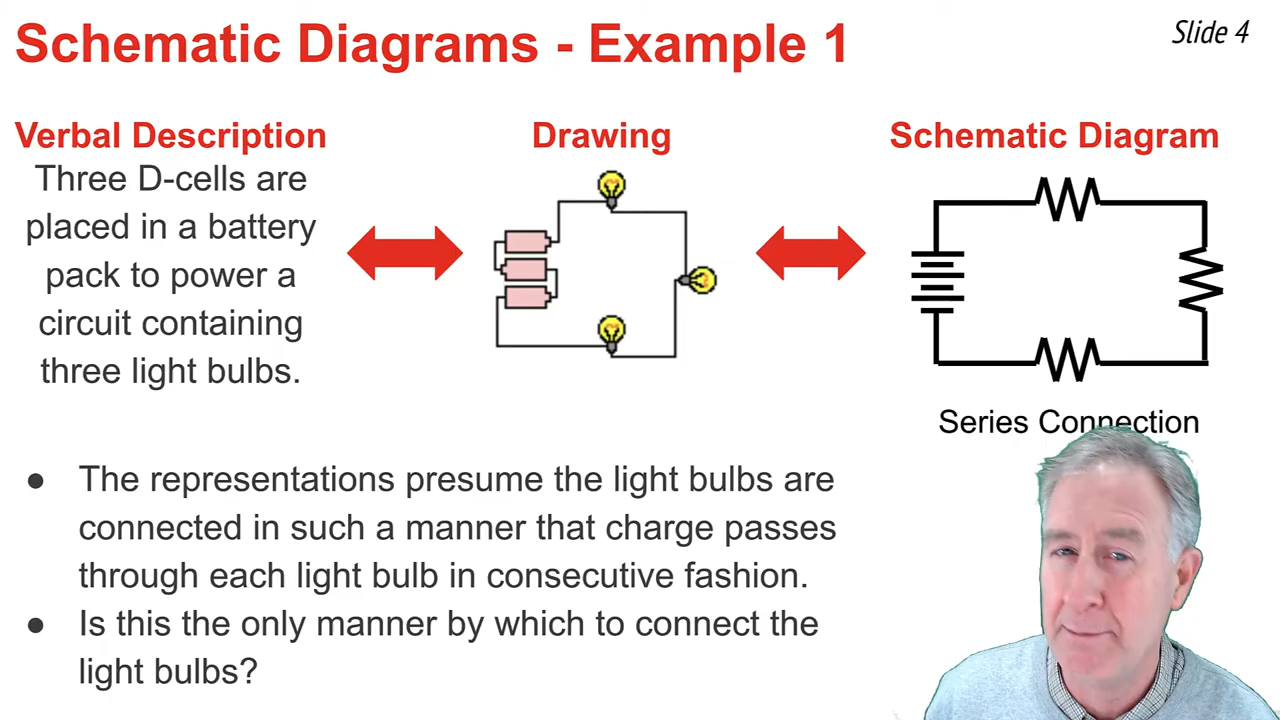 Schematic Diagrams - Example 1
Slide 4
Verbal Description
Three D-cells are
placed in a battery
pack to power a
circuit containing
three light bulbs.
Drawing
Schematic Diagram
Series Connection
● The representations presume the light bulbs are
connected in such a manner that charge passes
through each light bulb in consecutive fashion.
● Is this the only manner by which to connect the
light bulbs?